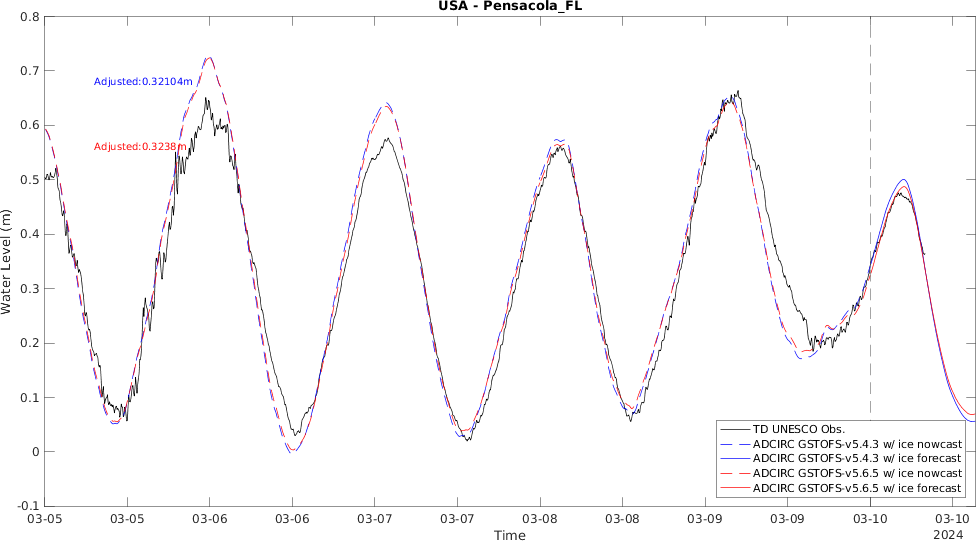 USA - Pensacola_FL
0.8
0.7
0.6
0.5
0.4
0.3
0.2
0.1
0
-0.1
Water Level (m)
Adjusted:0.32104m
Adjusted:0.3238m
TD UNESCO Obs.
ADCIRC GSTOFS-v5.4.3 w/ ice nowcast
ADCIRC GSTOFS-v5.4.3 w/ ice forecast
ADCIRC GSTOFS-v5.6.5 w/ ice nowcast
ADCIRC GSTOFS-v5.6.5 w/ ice forecast
03-05 03-05 03-06 03-06 03-07 03-07 03-08 03-08 03-09 03-09 03-10 03-10
Time
2024